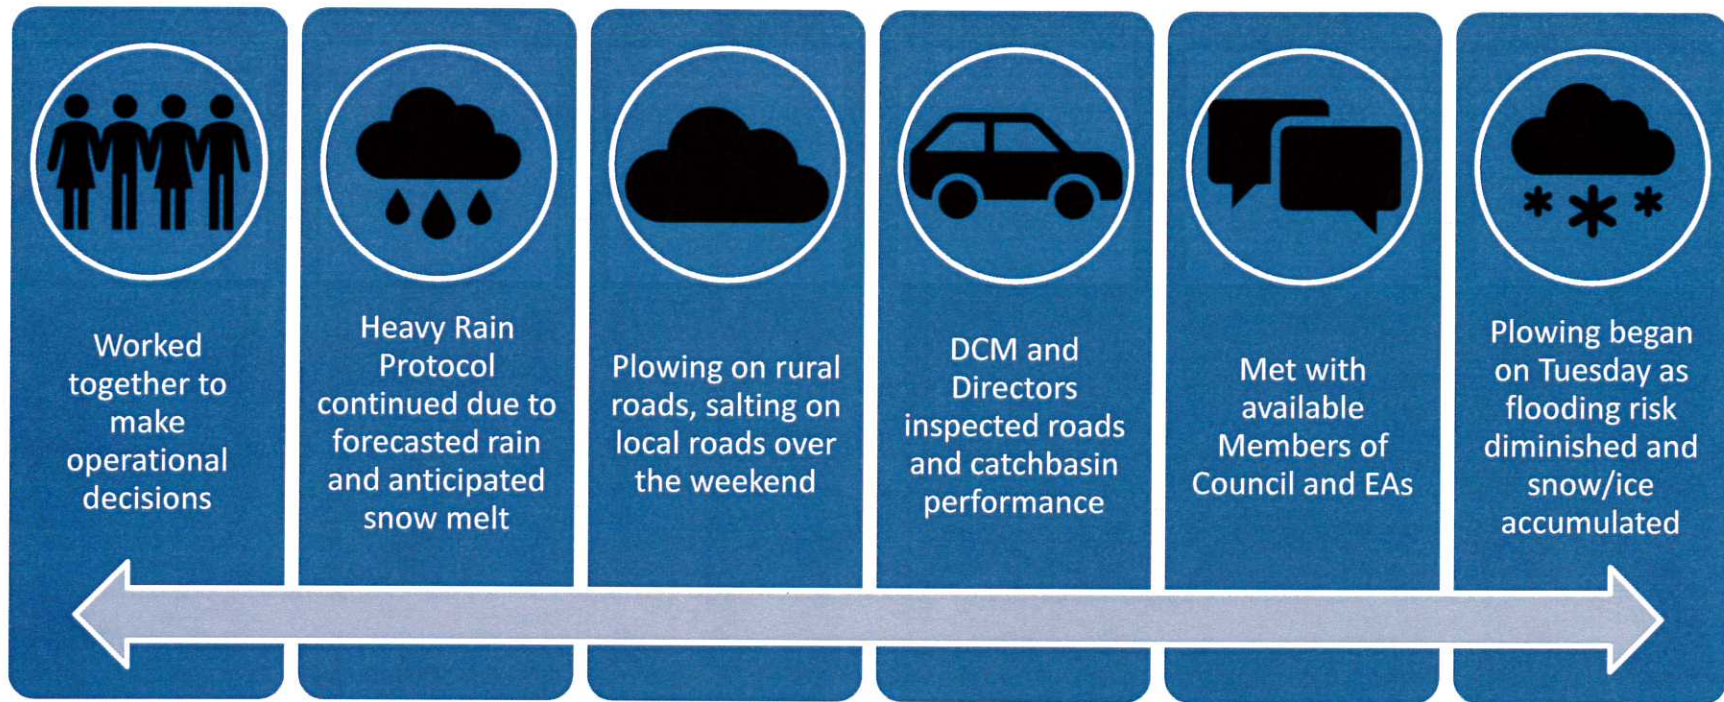 Worked
together to
make
operational
decisions
Heavy Rain
Protocol
continued due to
forecasted rain
and anticipated
snow melt
Plowing on rural
roads, salting on
local roads over
the weekend
DCM and
Directors
inspected roads
and catchbasin
performance
Met with
available
Members of
Council and EAs
Plowing began
on Tuesday as
flooding risk
diminished and
snow/ice
accumulated